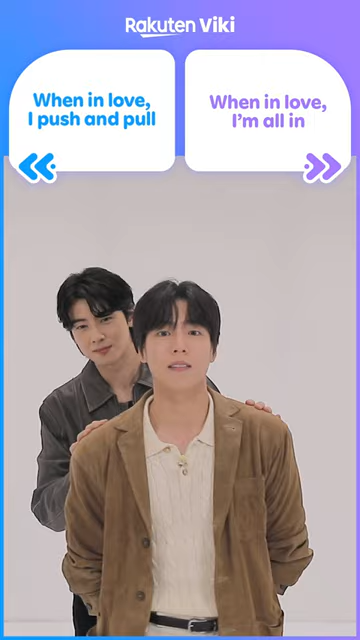 Rakuten Viki
When in love,
I push and pull
When in love,
I'm all in